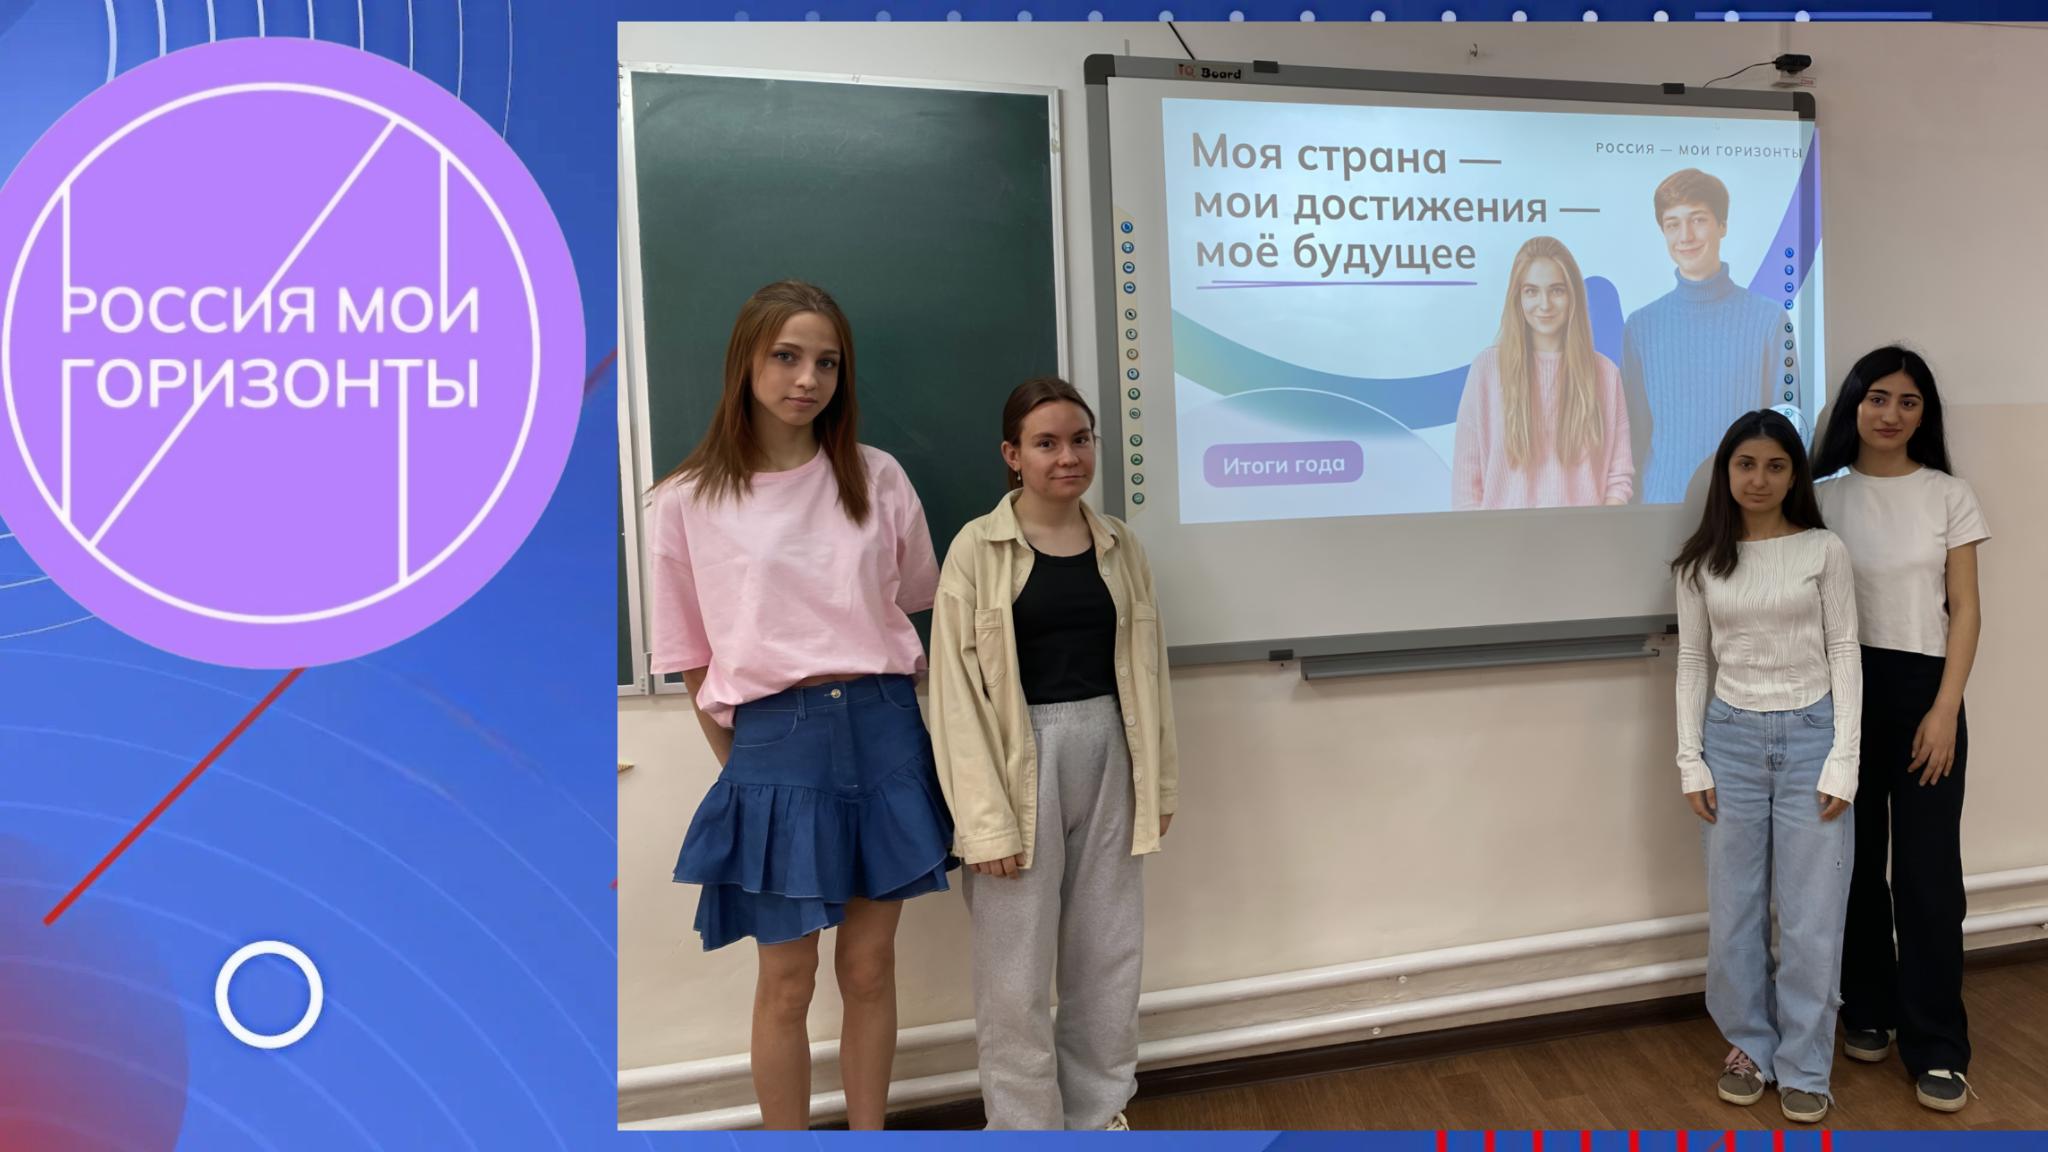 РОССИЯ МОИ
ГОРИЗОНТЫ
IQ Board
Моя страна —
мои достижения —
моё будущее
РОССИЯ — МОИ ГОРИЗОНТЫ
Итоги года